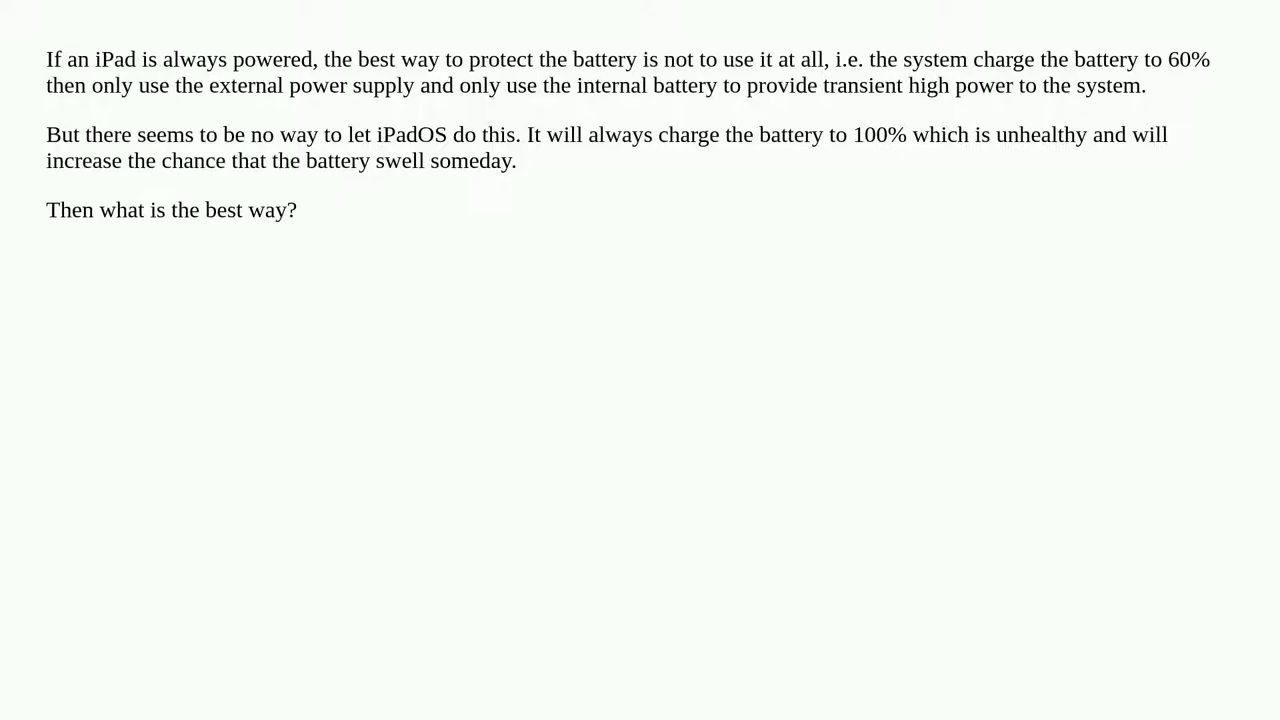 If an iPad is always powered, the best way to protect the battery is not to use it at all, i.e. the system charge the battery to 60%
then only use the external power supply and only use the internal battery to provide transient high power to the system.
But there seems to be no way to let iPadOS do this. It will always charge the battery to 100% which is unhealthy and will
increase the chance that the battery swell someday.
Then what is the best way?